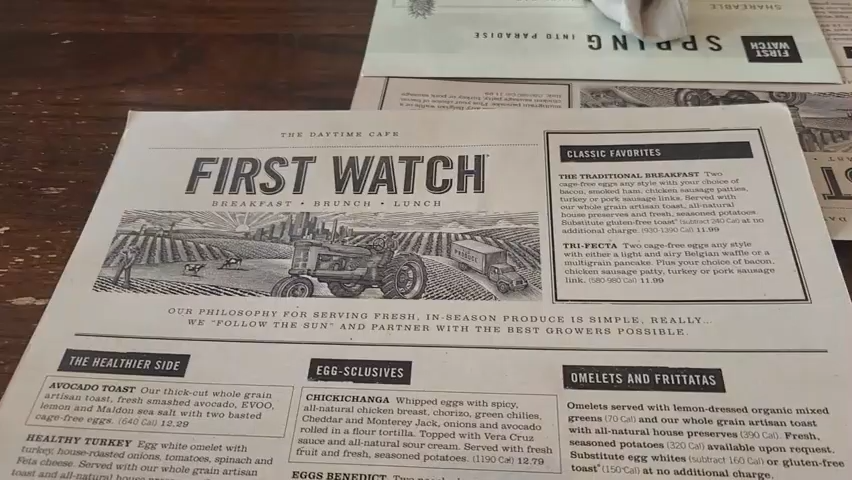 SHAREABLE
FIRST
WATCH
SPRING INTO PARADISE
THE DAYTIME CAFE
FIRST WATCH
BREAKFAST • BRUNCH • LUNCH
PRODUCE
OUR PHILOSOPHY FOR SERVING FRESH, IN-SEASON PRODUCE IS SIMPLE, REALLY...
WE "FOLLOW THE SUN" AND PARTNER WITH THE BEST GROWERS POSSIBLE.
CLASSIC FAVORITES
THE TRADITIONAL BREAKFAST Two
cage-free eggs any style with your choice of
bacon, smoked ham, chicken sausage patties,
turkey or pork sausage links. Served with
our whole grain artisan toast, all-natural
house preserves and fresh, seasoned potatoes.
Substitute gluten-free toast* (subtract 240 Cal) at no
additional charge. (930-1390 Cal) 11.99
TRI-FECTA Two cage-free eggs any style
with either a light and airy Belgian waffle or a
multigrain pancake. Plus your choice of bacon,
chicken sausage patty, turkey or pork sausage
link. (580-980 Cal) 11.99
THE HEALTHIER SIDE
AVOCADO TOAST Our thick-cut whole grain
artisan toast, fresh smashed avocado, EVOO,
lemon and Maldon sea salt with two basted
cage-free eggs. (640 Cal) 12.29
HEALTHY TURKEY Egg white omelet with
turkey, house-roasted onions, tomatoes, spinach and
Feta cheese. Served with our whole grain artisan
toast and all-natural house
EGG-SCLUSIVES
CHICKICHANGA Whipped eggs with spicy,
all-natural chicken breast, chorizo, green chilies,
Cheddar and Monterey Jack, onions and avocado
rolled in a flour tortilla. Topped with Vera Cruz
sauce and all-natural sour cream. Served with fresh
fruit and fresh, seasoned potatoes. (1190 Cal) 12.79
EGGS BENEDICT Two
OMELETS AND FRITTATAS
Omelets served with lemon-dressed organic mixed
greens (70 Cal) and our whole grain artisan toast
with all-natural house preserves (390 Cal). Fresh,
seasoned potatoes (320 Cal) available upon request.
Substitute egg whites (subtract 160 Cal) or gluten-free
toast* (150 Cal) at no additional charge.